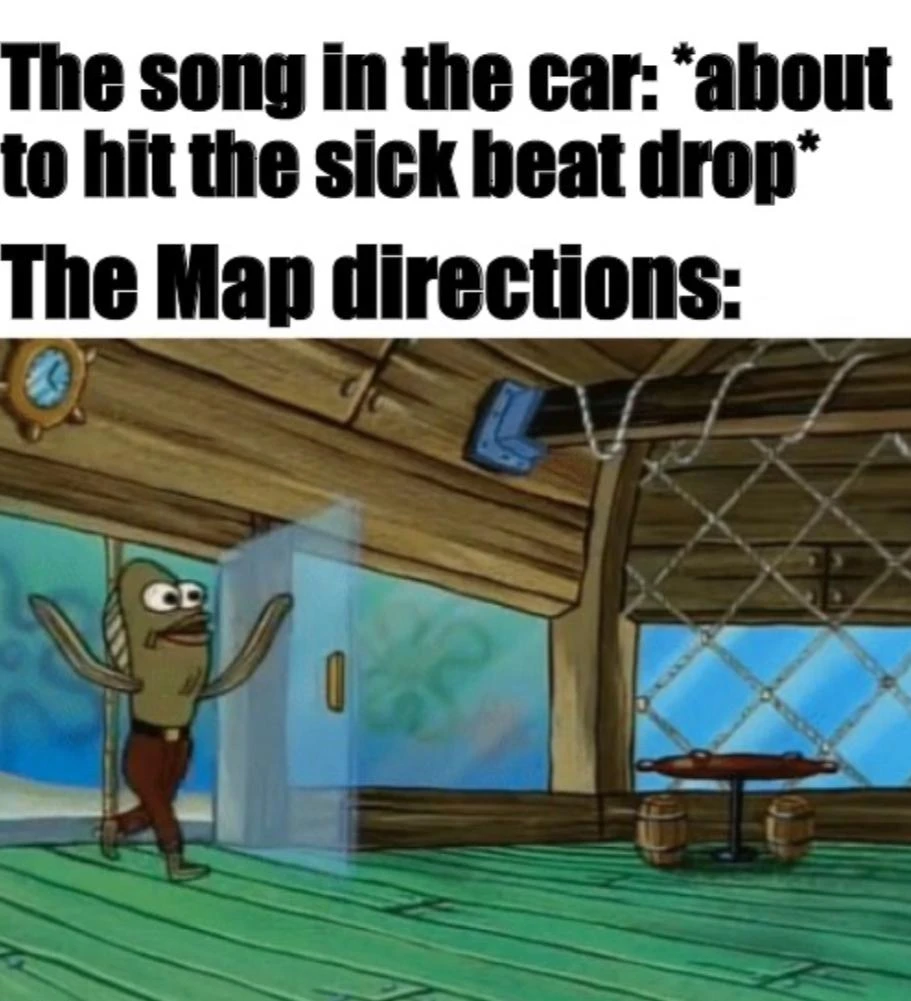 The song in the car: *about
to hit the sick beat drop*
The Map directions: